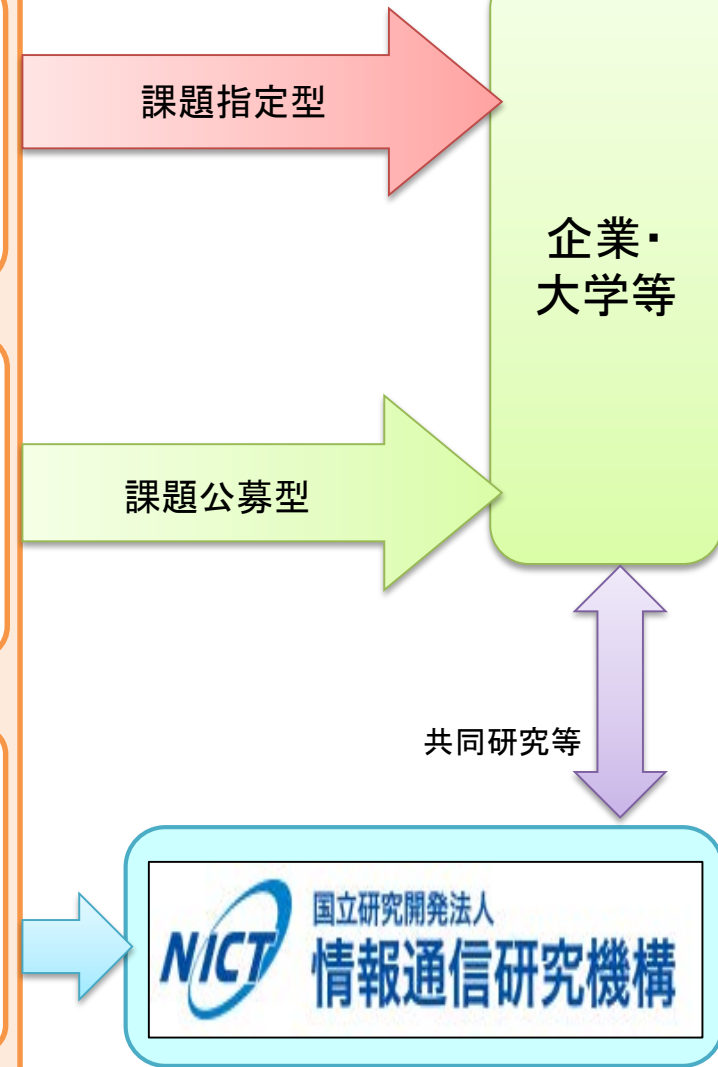 課題指定型
企業・
大学等
課題公募型
共同研究等
NICT
国立研究開発法人
情報通信研究機構